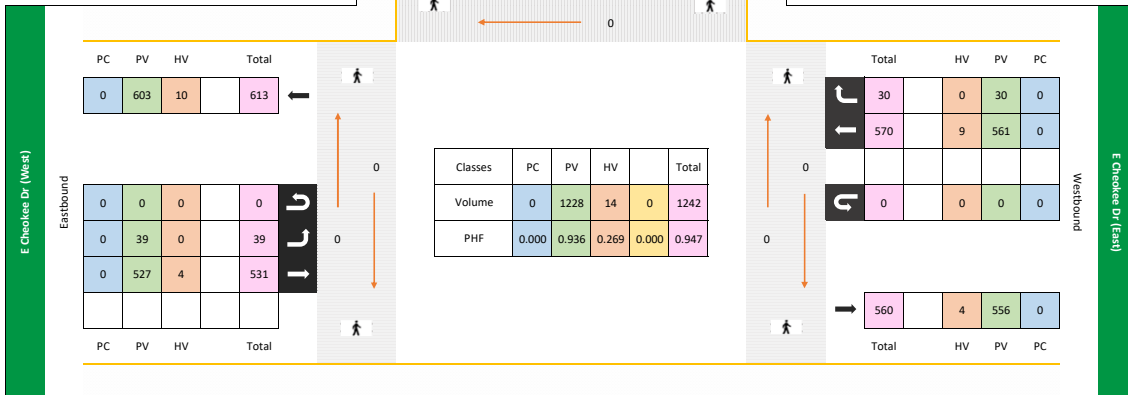 0
PC PV HV Total
0 603 10 613
Total HV PV PC
30 0 30 0
570 9 561 0
0 0 0 0
0
0
0
0
Classes PC PV HV Total
Volume 0 1228 14 0 1242
PHF 0.000 0.936 0.269 0.000 0.947
E Cheokee Dr (West)
Eastbound
0 0 0 0
0 39 0 39
0 527 4 531
PC PV HV Total
Westbound
E Cheokee Dr (East)
560 4 556 0
Total HV PV PC